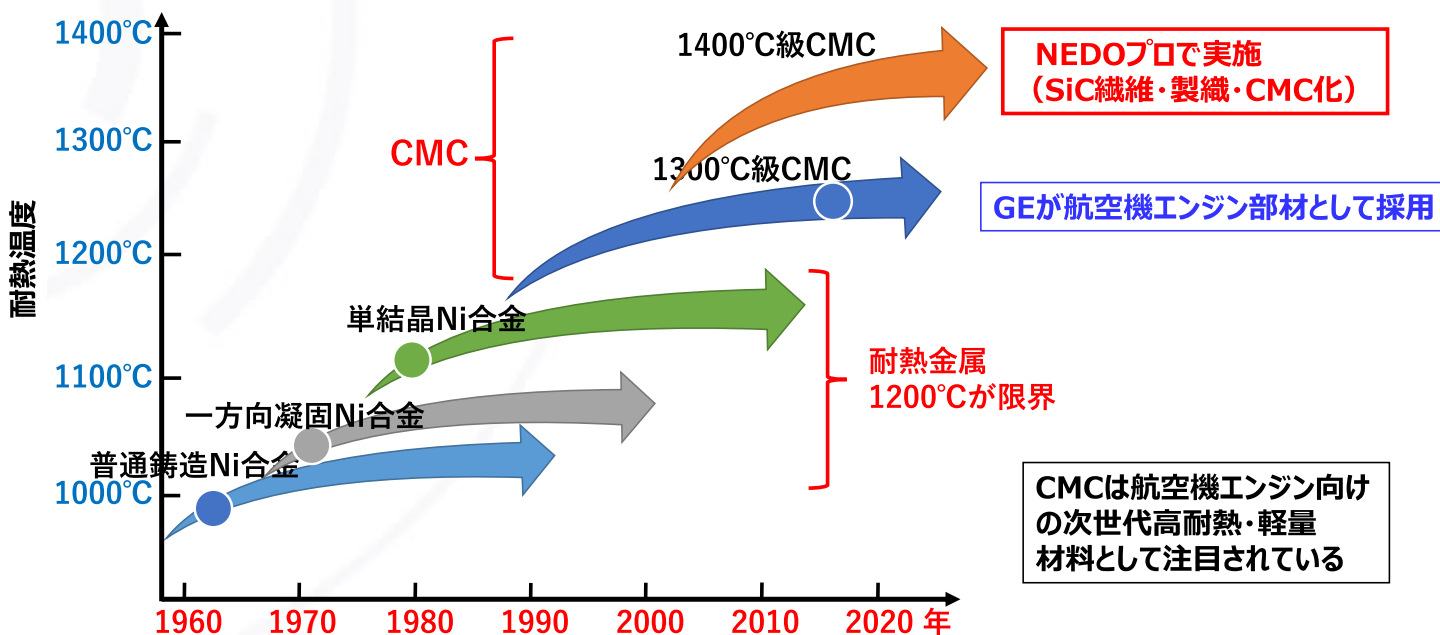 耐熱温度
1400℃
1300℃
1200℃
1100℃
1000℃
1400℃級CMC
NEDOプロで実施
（SiC繊維・製織・CMC化）
CMC
1300℃級CMC
GEが航空機エンジン部材として採用
単結晶Ni合金
耐熱金属
1200℃が限界
一方向凝固Ni合金
普通鋳造Ni合金
CMCは航空機エンジン向け
の次世代高耐熱・軽量
材料として注目されている
1960 1970 1980 1990 2000 2010 2020 年